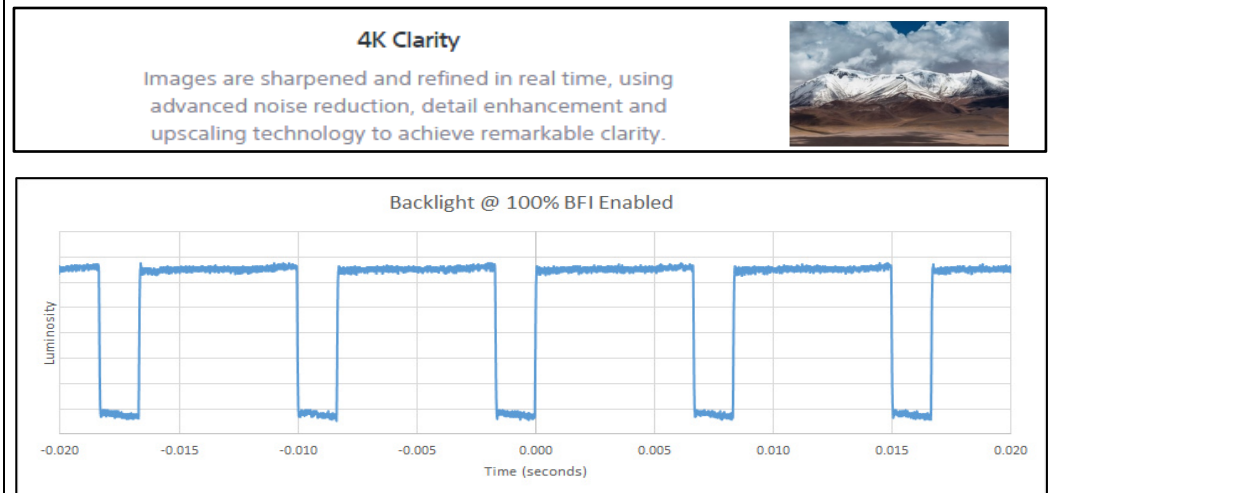 4K Clarity
Images are sharpened and refined in real time, using
advanced noise reduction, detail enhancement and
upscaling technology to achieve remarkable clarity.
Backlight @ 100% BFI Enabled
Luminosity
-0.020 -0.015 -0.010 -0.005 0.000 0.005 0.010 0.015 0.020
Time (seconds)